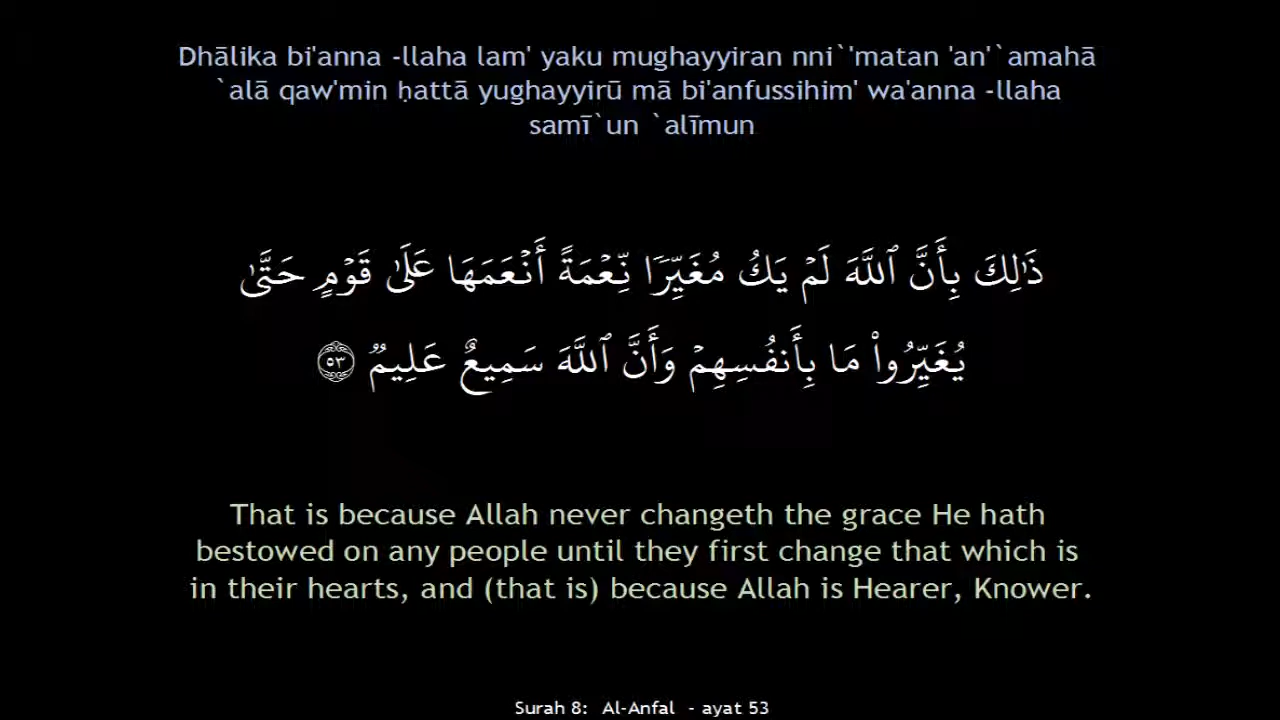 Dhālika bi'anna -llaha lam' yaku mughayyiran nni`'matan 'an'`amahā
`alā qaw'min ḥattā yughayyirū mā bi'anfussihim' wa'anna -llaha
samī`un `alīmun
ذَٰلِكَ بِأَنَّ ٱللَّهَ لَمْ يَكُ مُغَيِّرًۭا نِّعْمَةً أَنْعَمَهَا عَلَىٰ قَوْمٍ حَتَّىٰ
يُغَيِّرُوا۟ مَا بِأَنفُسِهِمْ وَأَنَّ ٱللَّهَ سَمِيعٌ عَلِيمٌۭ ٥٣
That is because Allah never changeth the grace He hath
bestowed on any people until they first change that which is
in their hearts, and (that is) because Allah is Hearer, Knower.
Surah 8: Al-Anfal - ayat 53